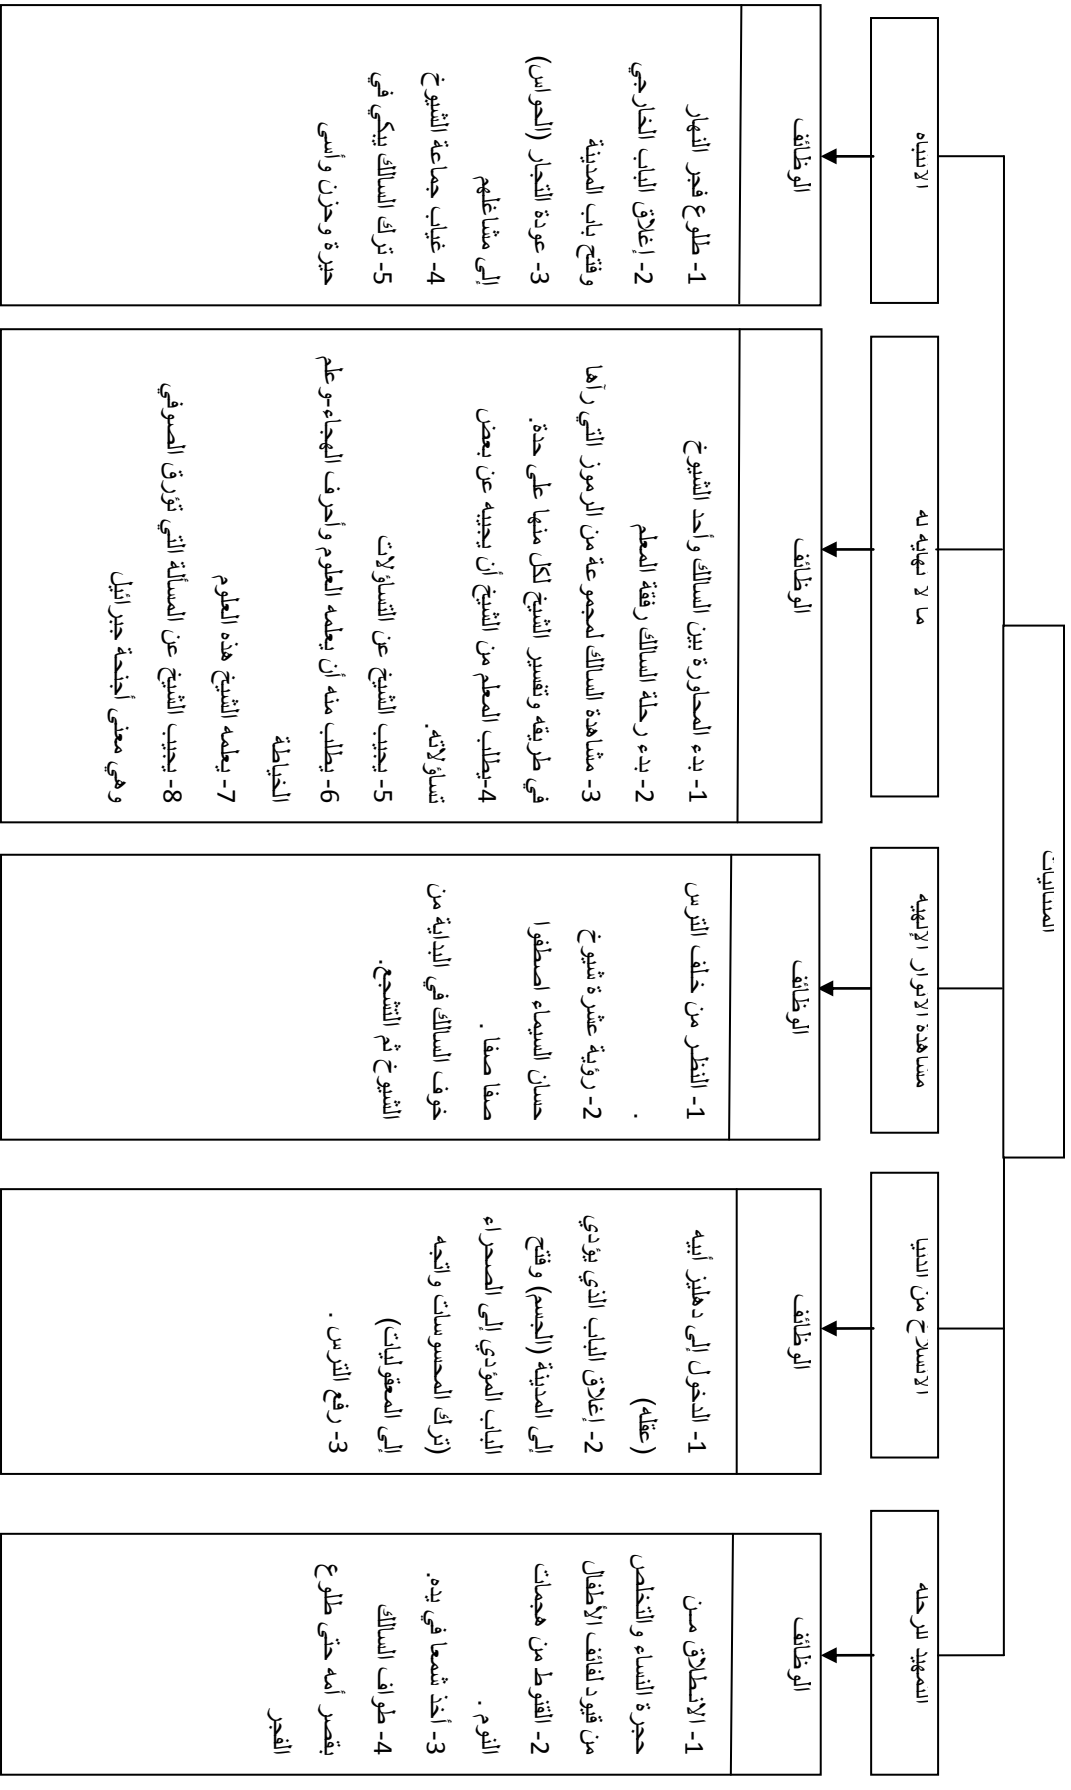 المتتاليات
التمهيد للرحلة
الوظائف
1- الانطلاق من
حجرة النساء والتخلص
من قيود لفائف الأطفال
2- القنوط من هجمات
النوم .
3- أخذ شمعا في يده.
4- طواف السالك
بقصر أمه حتى طلوع
الفجر
الانسلاخ من الدنيا
الوظائف
1- الدخول إلى دهليز أبيه
(عقله)
2- إغلاق الباب الذي يؤدي
إلى المدينة (الجسم) وفتح
الباب المؤدي إلى الصحراء
(ترك المحسوسات واتجه
إلى المعقوليات)
3- رفع الترس .
مشاهدة الانوار الإلهية
الوظائف
1- النظر من خلف الترس
.
2- رؤية عشرة شيوخ
حسان السيماء اصطفوا
صفا صفا .
خوف السالك في البداية من
الشيوخ ثم التشجع.
ما لا نهاية له
الوظائف
1- بدء المحاورة بين السالك وأحد الشيوخ
2- بدء رحلة السالك رفقة المعلم
3- مشاهدة السالك لمجموعة من الرموز التي رآها
في طريقه وتفسير الشيخ لكل منها على حدة.
4-يطلب المعلم من الشيخ أن يجيبه عن بعض
تساؤلاته.
5- يجيب الشيخ عن التساؤلات
6- يطلب منه أن يعلمه العلوم وأحرف الهجاء-وعلم
الخياطة
7- يعلمه الشيخ هذه العلوم
8- يجيب الشيخ عن المسألة التي تؤرق الصوفي
وهي معنى أجنحة جبرائيل
الانتباه
الوظائف
1- طلوع فجر النهار
2- إغلاق الباب الخارجي
وفتح باب المدينة
3- عودة التجار (الحواس)
إلى مشاغلهم
4- غياب جماعة الشيوخ
5- ترك السالك يبكي في
حيرة وحزن وأسى